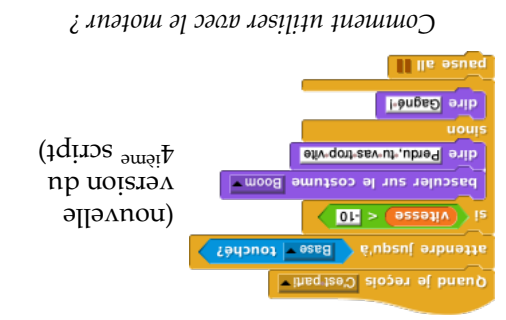 Quand je reçois C'est parti
attendre jusqu'à Base touché?
si vitesse < -10
basculer sur le costume Boom
dire Perdu, tu vas trop vite
sinon
dire Gagné!
pause all
(nouvelle
version du
4ième script)
Comment utiliser avec le moteur ?